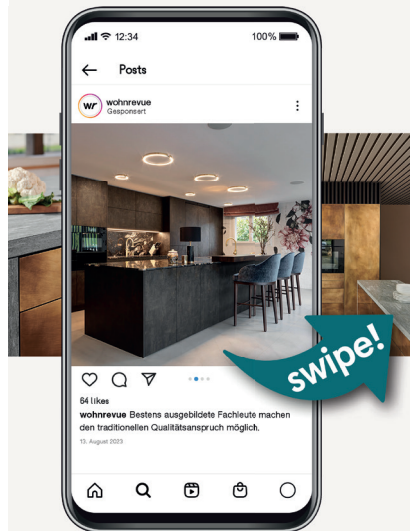 12:34
100%
Posts
wr
wohnrevue
Gesponsert
swipe!
64 likes
wohnrevue Bestens ausgebildete Fachleute machen
den traditionellen Qualitätsanspruch möglich.
13. August 2023